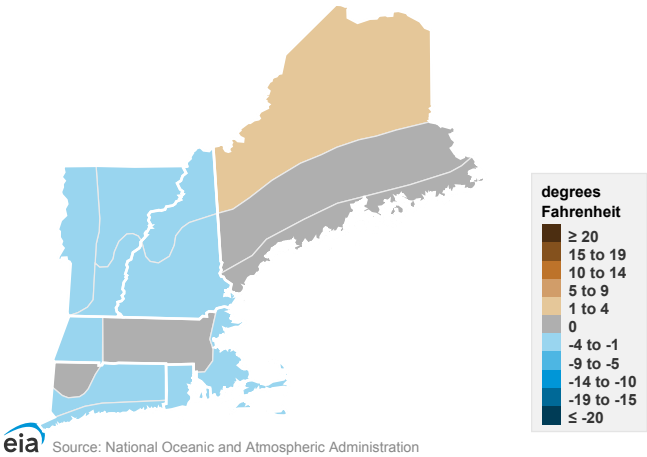 degrees
Fahrenheit
≥ 20
15 to 19
10 to 14
5 to 9
1 to 4
0
-4 to -1
-9 to -5
-14 to -10
-19 to -15
≤ -20
eia Source: National Oceanic and Atmospheric Administration